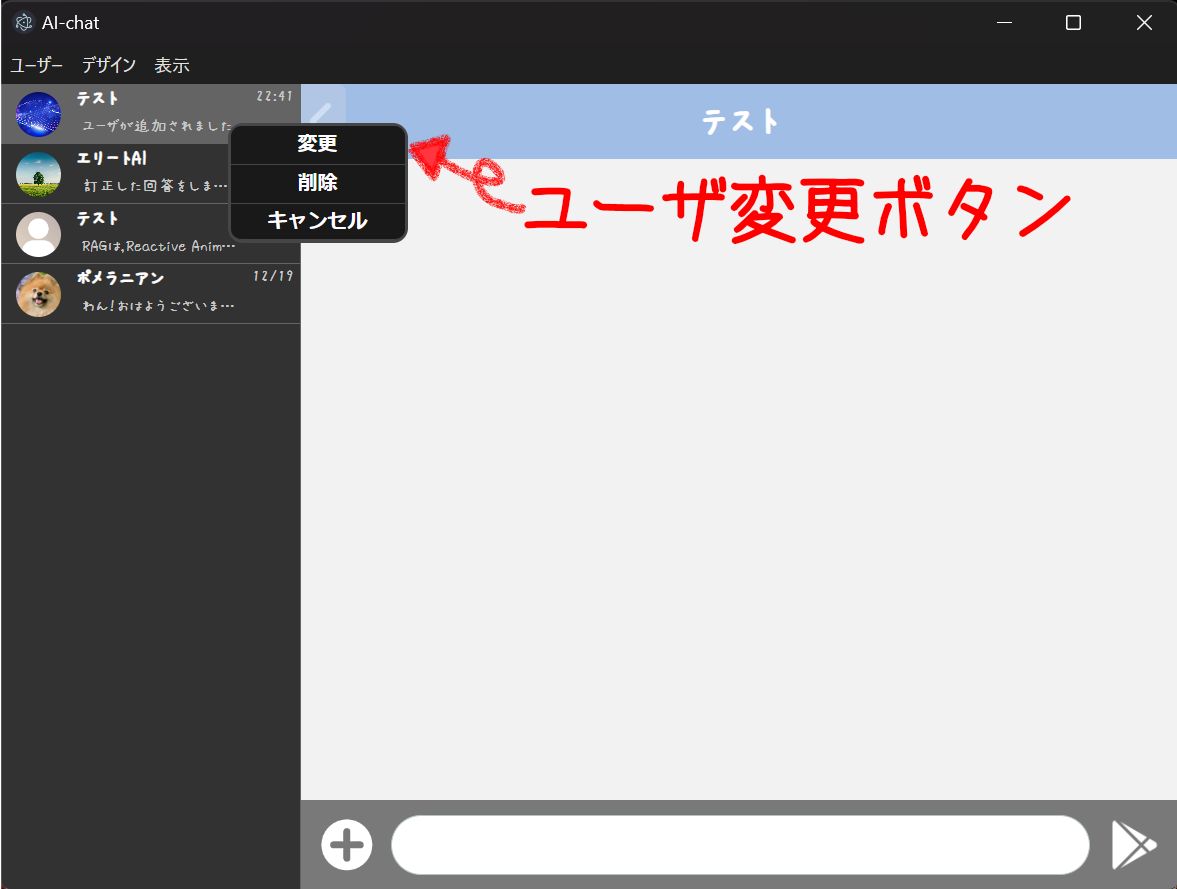 AI-chat
ユーザー デザイン 表示
テスト 22:41
ユーザが追加されました
エリートAI
訂正した回答をしま…
テスト
RAGは,Reactive Anim…
ポメラニアン 12/19
わん!おはようございま…
変更
削除
キャンセル
テスト
ユーザ変更ボタン